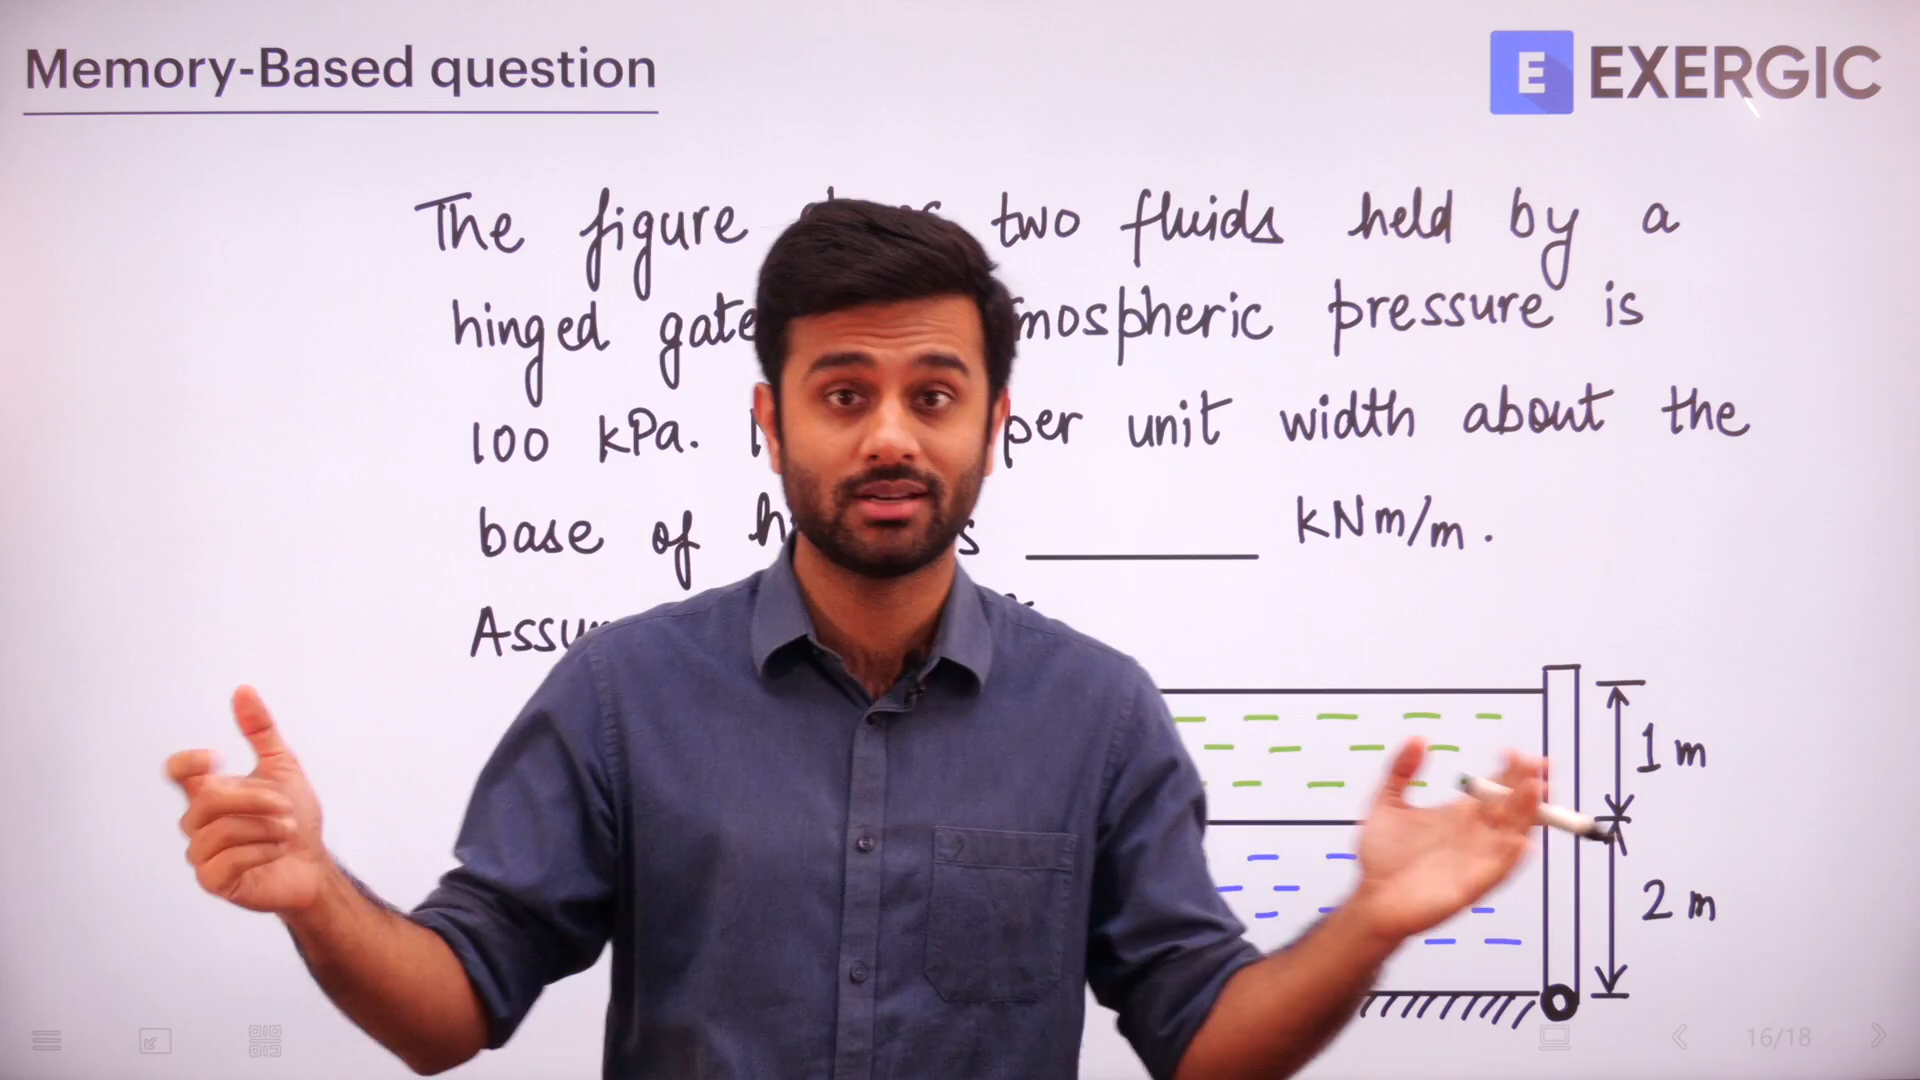 Memory-Based question
E EXERGIC
The figure two fluids held by a
hinged gate pressure is
100 kPa. per unit width about the
base of kNm/m.
1 m
2 m
16/18